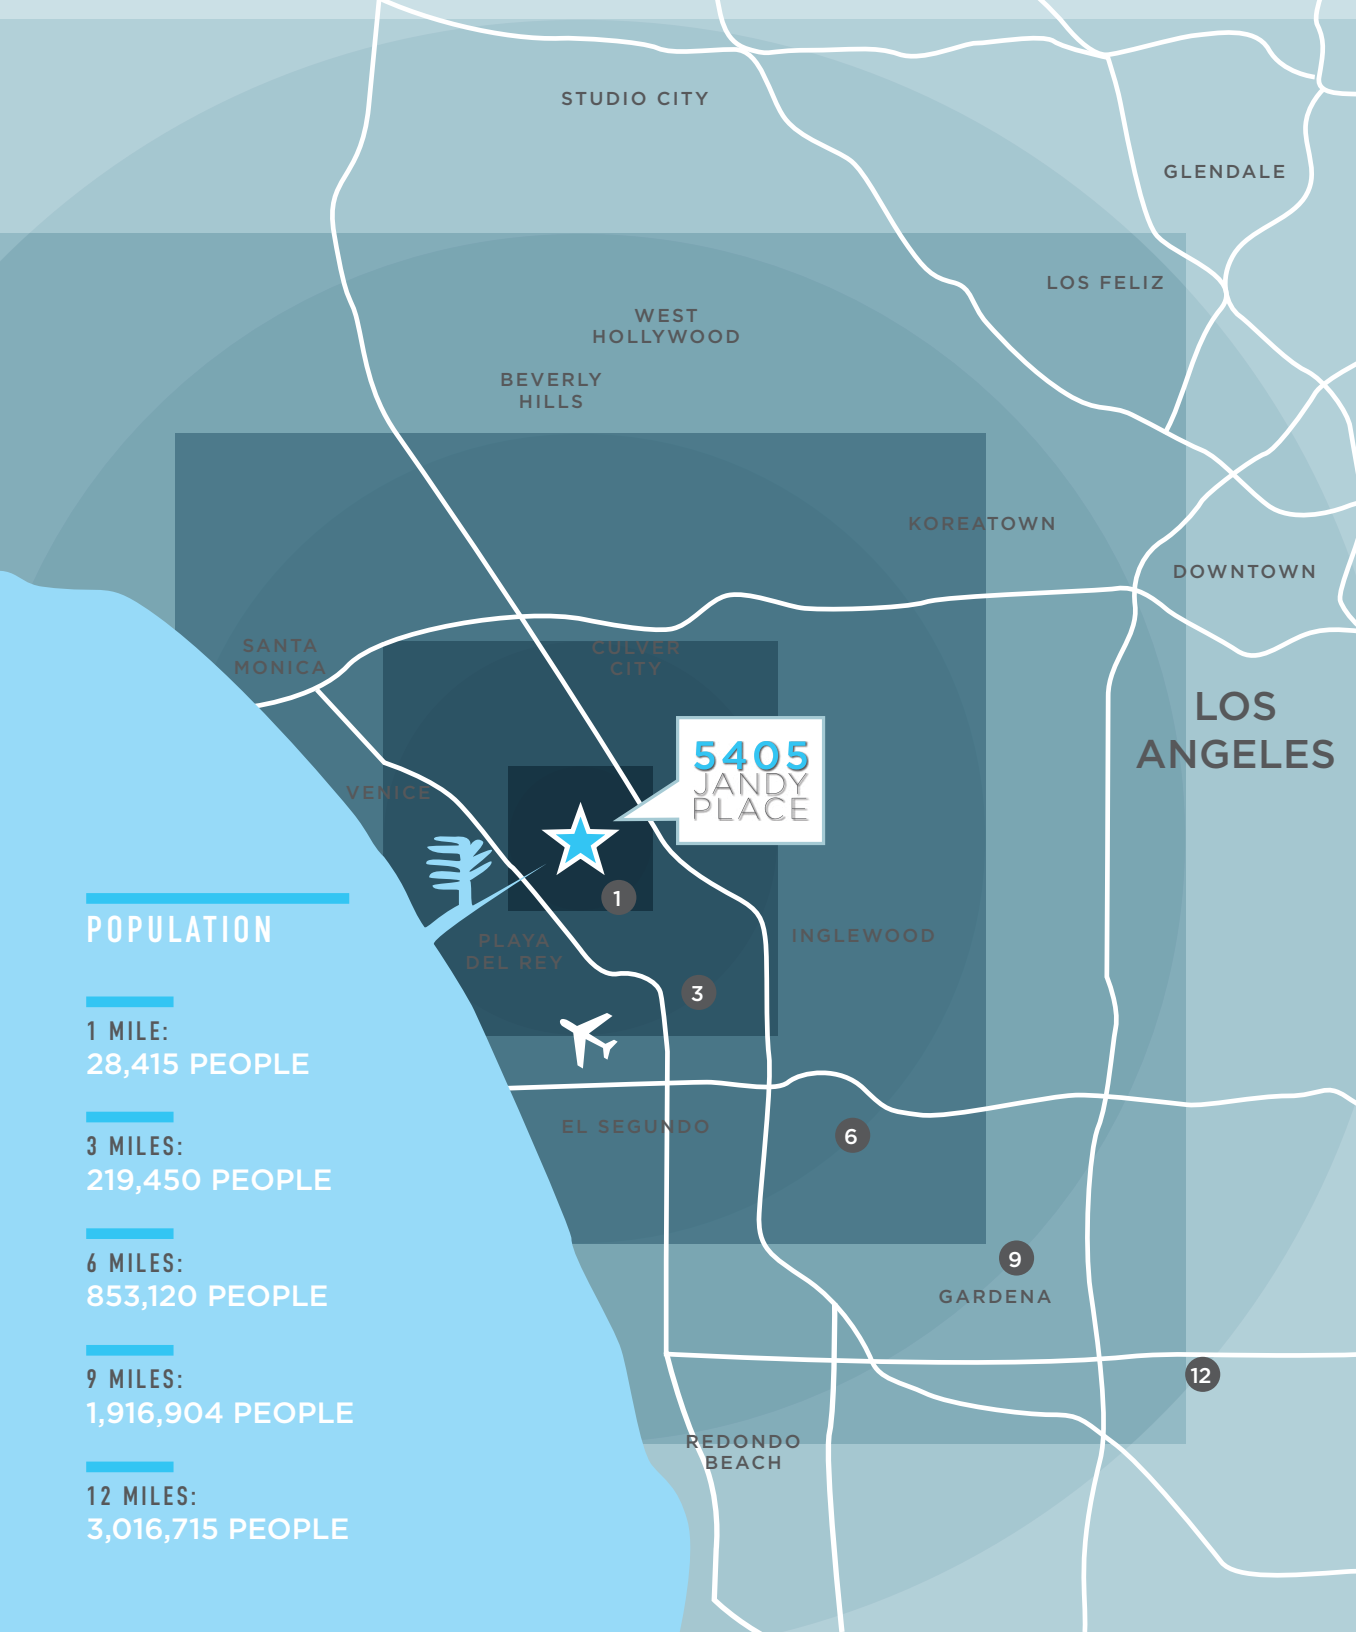 STUDIO CITY
GLENDALE
LOS FELIZ
WEST
HOLLYWOOD
BEVERLY
HILLS
KOREATOWN
DOWNTOWN
SANTA
MONICA
CULVER
CITY
LOS
ANGELES
5405
JANDY
PLACE
VENICE
1
PLAYA
DEL REY
INGLEWOOD
3
EL SEGUNDO
6
9
GARDENA
12
REDONDO
BEACH
POPULATION
1 MILE:
28,415 PEOPLE
3 MILES:
219,450 PEOPLE
6 MILES:
853,120 PEOPLE
9 MILES:
1,916,904 PEOPLE
12 MILES:
3,016,715 PEOPLE